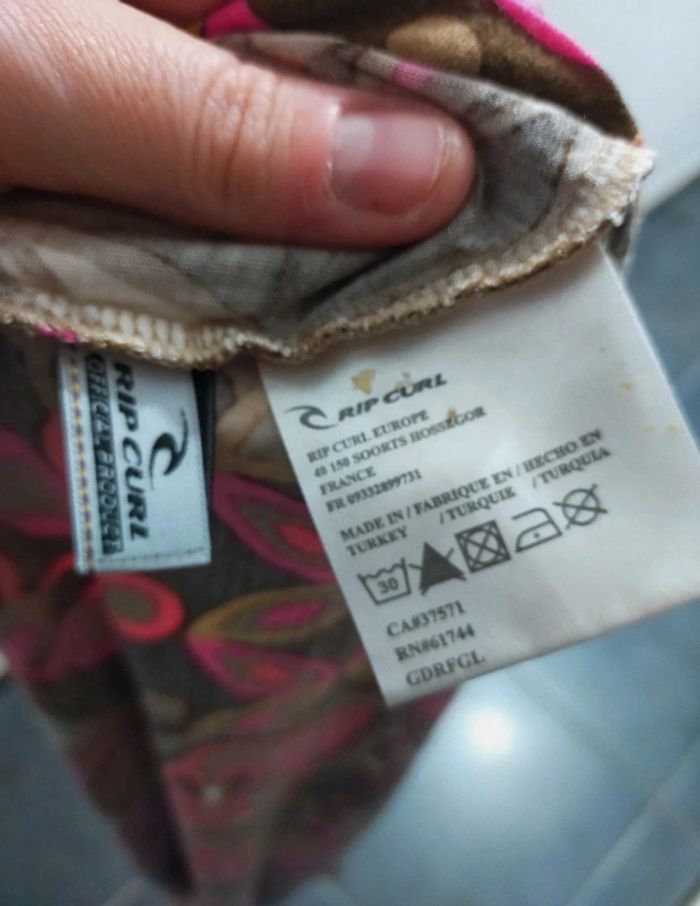 RIP CURL
RIP CURL
RIP CURL EUROPE
40 150 SOORTS HOSSEGOR
FRANCE
FR 09332899731
MADE IN / FABRIQUE EN / HECHO EN
TURKEY / TURQUIE / TURQUIA
30
CA#37571
RN#61744
GDRFGL